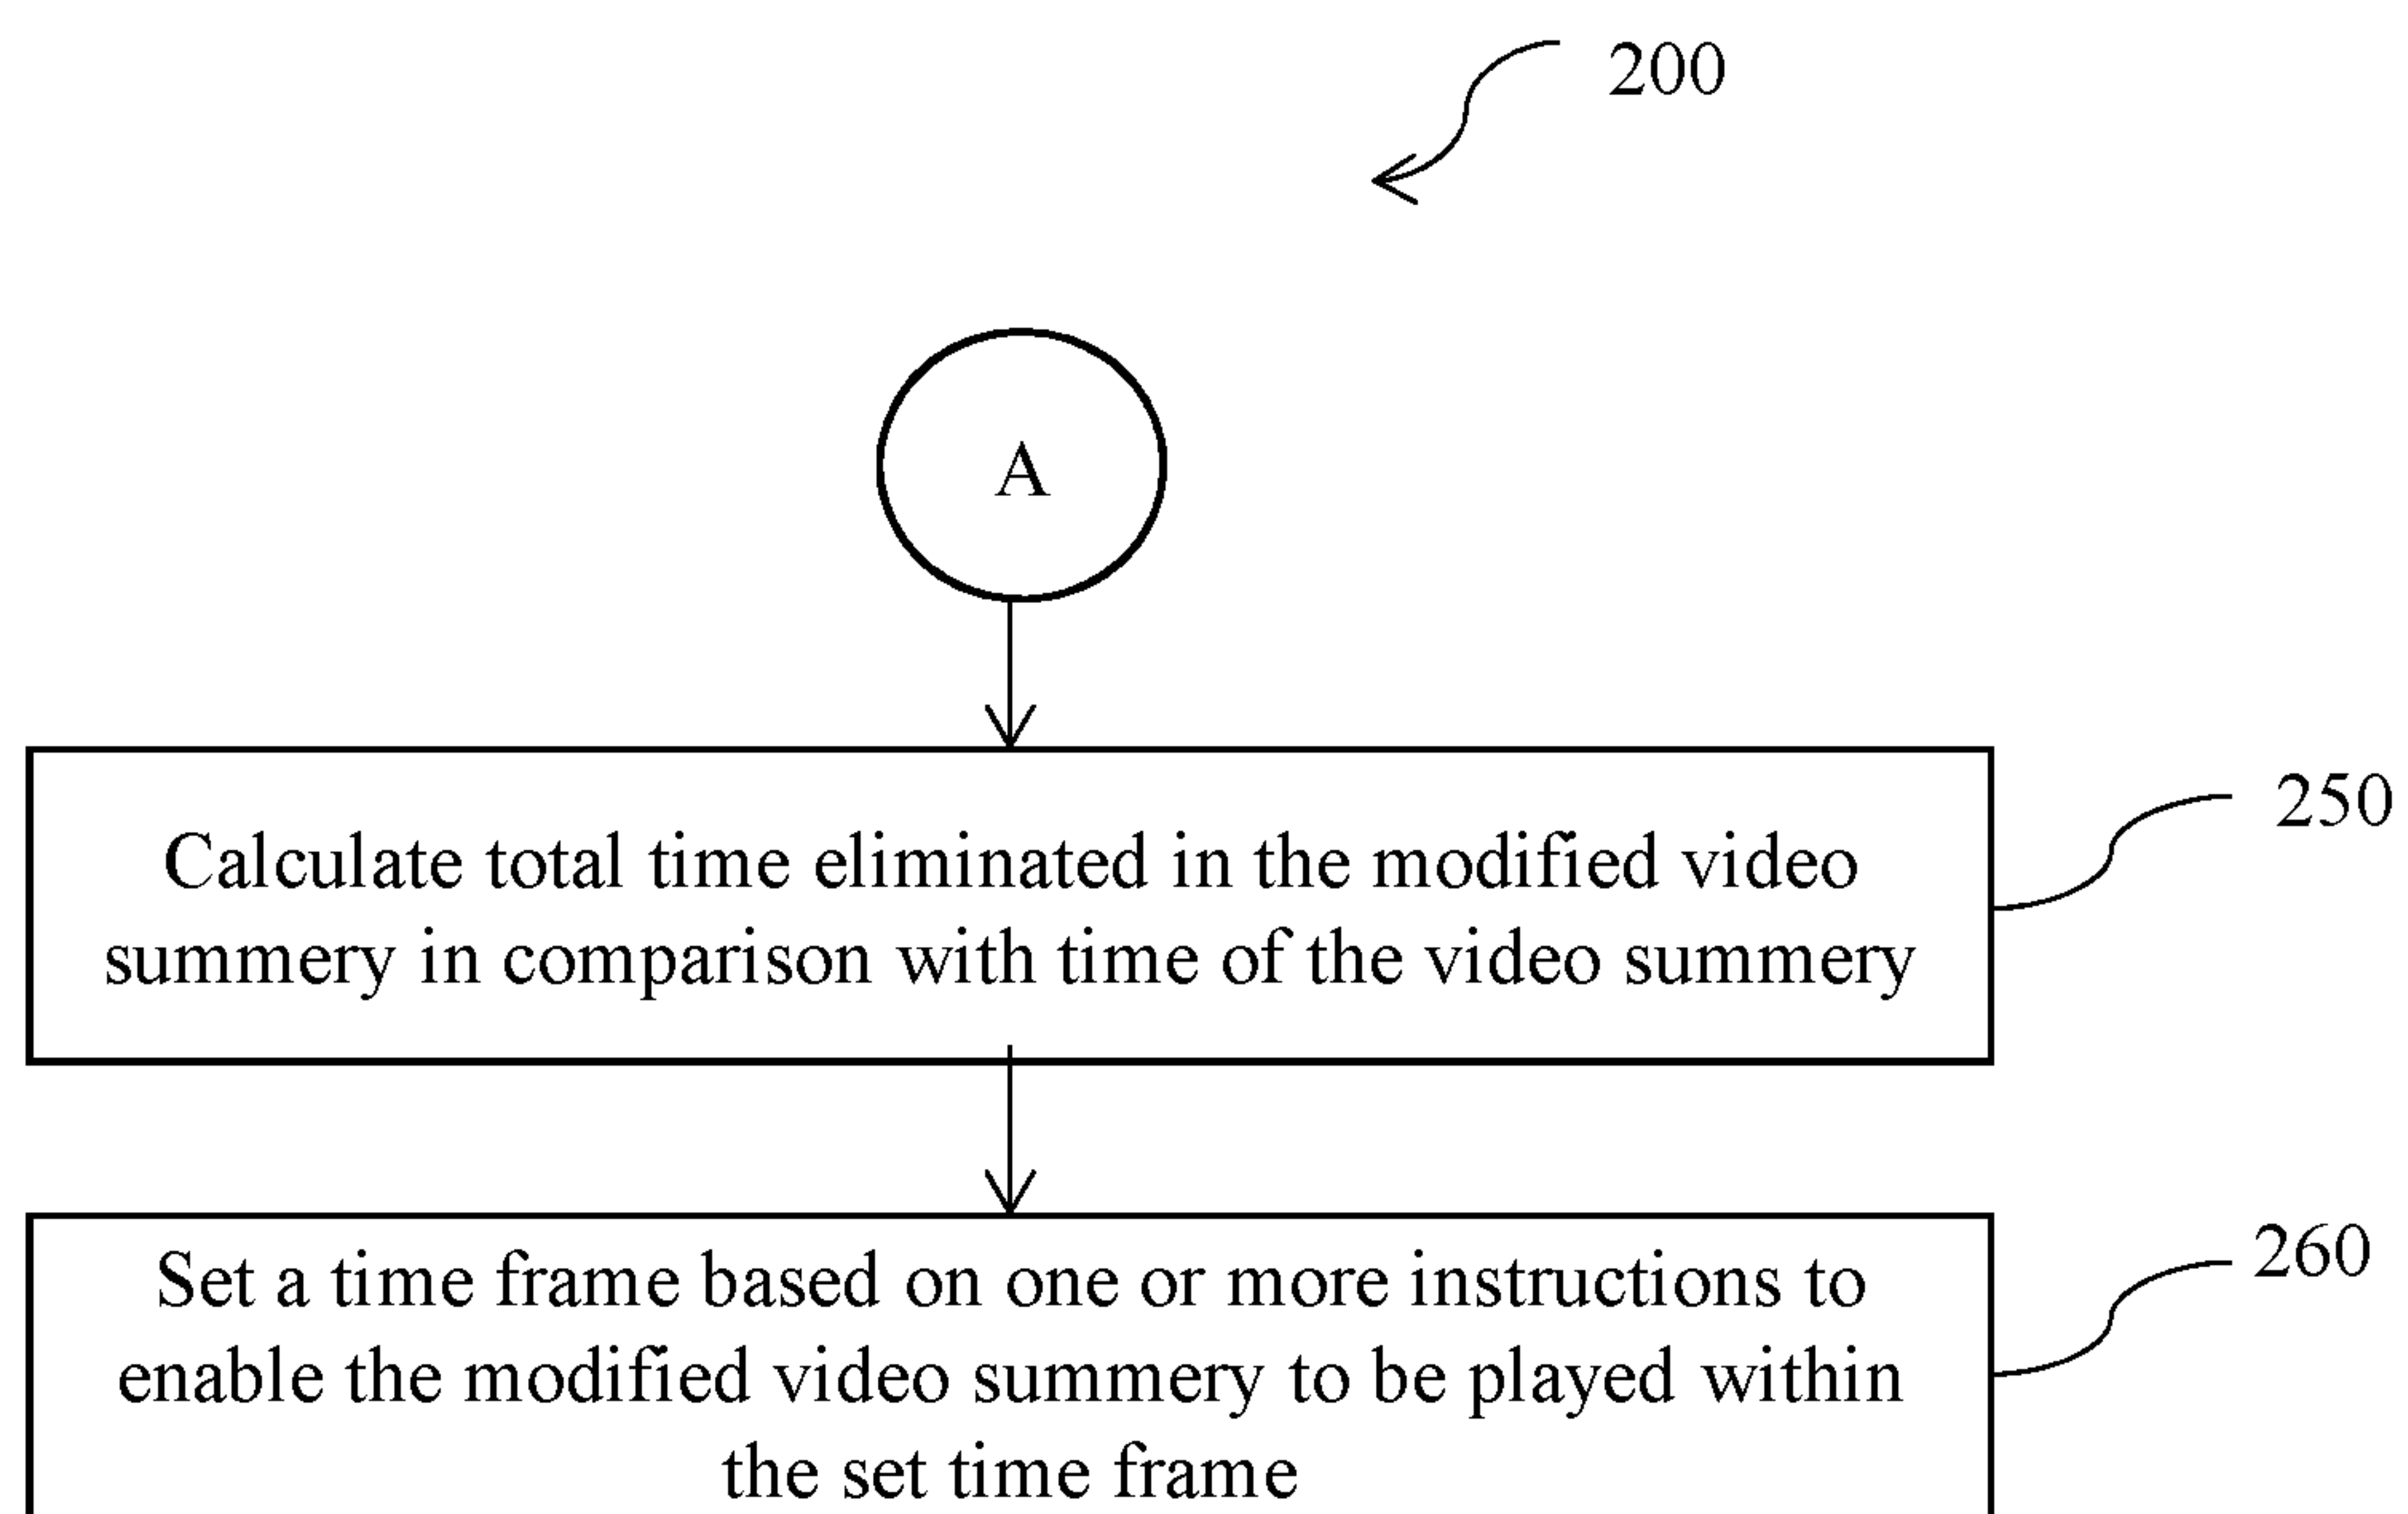 200
A
250
Calculate total time eliminated in the modified video
summery in comparison with time of the video summery
260
Set a time frame based on one or more instructions to
enable the modified video summery to be played within
the set time frame